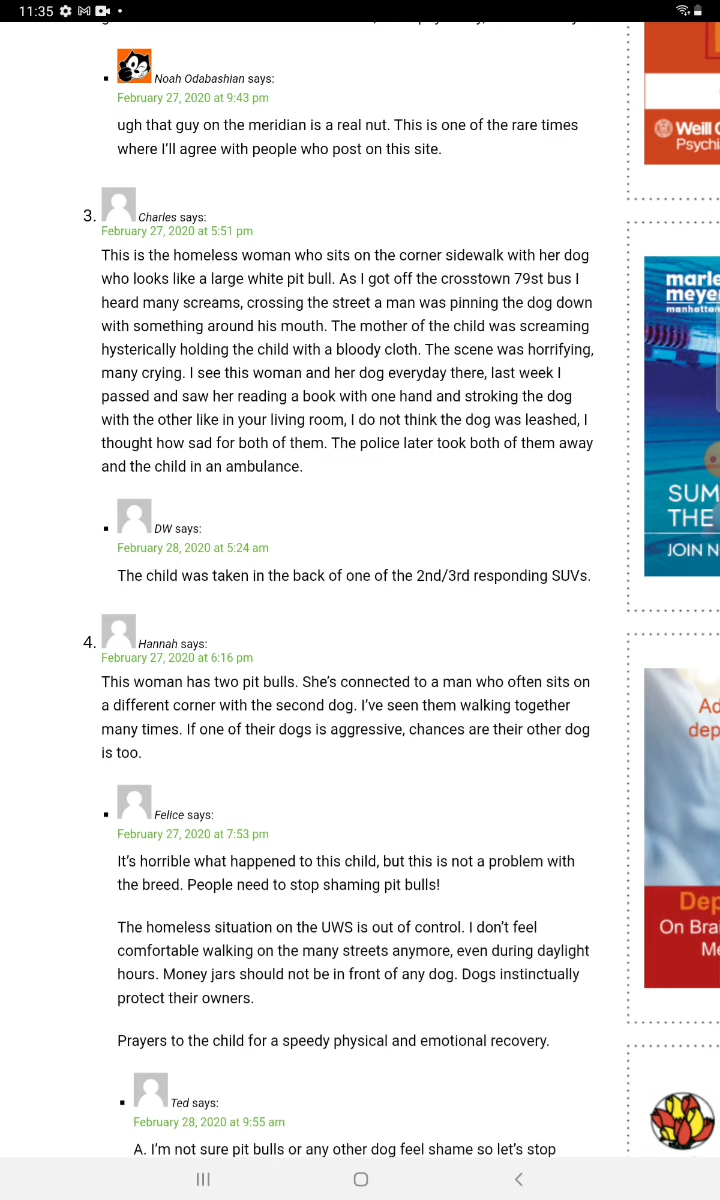 11:35
Noah Odabashian says:
February 27, 2020 at 9:43 pm
ugh that guy on the meridian is a real nut. This is one of the rare times
where I'll agree with people who post on this site.
Weill
Psychi
3.
Charles says:
February 27, 2020 at 5:51 pm
This is the homeless woman who sits on the corner sidewalk with her dog
who looks like a large white pit bull. As I got off the crosstown 79st bus I
heard many screams, crossing the street a man was pinning the dog down
with something around his mouth. The mother of the child was screaming
hysterically holding the child with a bloody cloth. The scene was horrifying,
many crying. I see this woman and her dog everyday there, last week I
passed and saw her reading a book with one hand and stroking the dog
with the other like in your living room, I do not think the dog was leashed, I
thought how sad for both of them. The police later took both of them away
and the child in an ambulance.
marle
meye
manhattan
SUM
THE
JOIN N
DW says:
February 28, 2020 at 5:24 am
The child was taken in the back of one of the 2nd/3rd responding SUVs.
4.
Hannah says:
February 27, 2020 at 6:16 pm
This woman has two pit bulls. She's connected to a man who often sits on
a different corner with the second dog. I've seen them walking together
many times. If one of their dogs is aggressive, chances are their other dog
is too.
Ad
dep
Felice says:
February 27, 2020 at 7:53 pm
It's horrible what happened to this child, but this is not a problem with
the breed. People need to stop shaming pit bulls!
The homeless situation on the UWS is out of control. I don't feel
comfortable walking on the many streets anymore, even during daylight
hours. Money jars should not be in front of any dog. Dogs instinctually
protect their owners.
Prayers to the child for a speedy physical and emotional recovery.
Dep
On Bra
Me
Ted says:
February 28, 2020 at 9:55 am
A. I'm not sure pit bulls or any other dog feel shame so let's stop